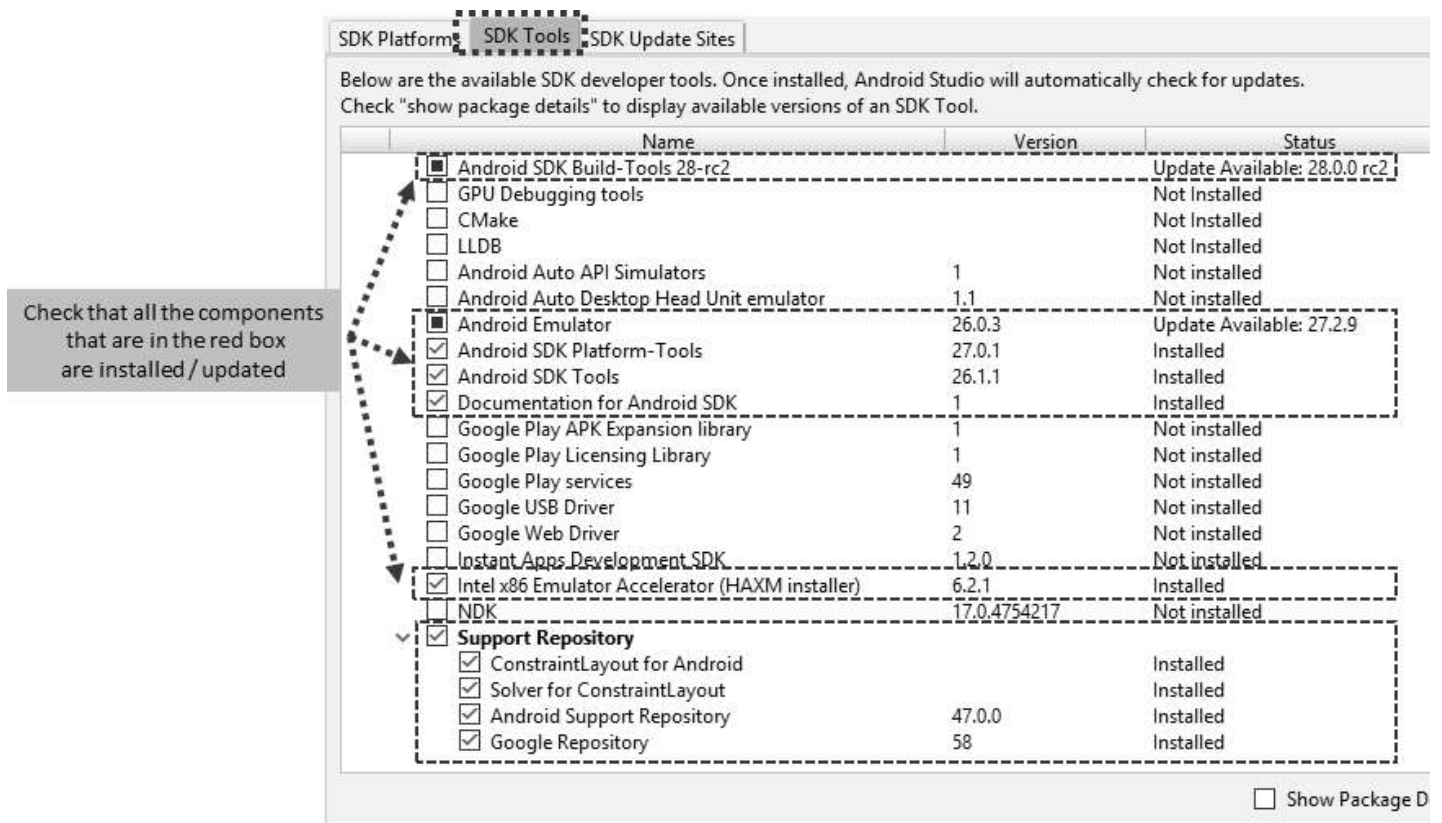 SDK Platforms SDK Tools SDK Update Sites
Below are the available SDK developer tools. Once installed, Android Studio will automatically check for updates.
Check "show package details" to display available versions of an SDK Tool.
Name Version Status
Android SDK Build-Tools 28-rc2 Update Available: 28.0.0 rc2
GPU Debugging tools Not Installed
CMake Not Installed
LLDB Not Installed
Android Auto API Simulators 1 Not installed
Android Auto Desktop Head Unit emulator 1.1 Not installed
Check that all the components
that are in the red box
are installed / updated
Android Emulator 26.0.3 Update Available: 27.2.9
Android SDK Platform-Tools 27.0.1 Installed
Android SDK Tools 26.1.1 Installed
Documentation for Android SDK 1 Installed
Google Play APK Expansion library 1 Not installed
Google Play Licensing Library 1 Not installed
Google Play services 49 Not installed
Google USB Driver 11 Not installed
Google Web Driver 2 Not installed
Instant Apps Development SDK 1.2.0 Not installed
Intel x86 Emulator Accelerator (HAXM installer) 6.2.1 Installed
NDK 17.0.4754217 Not installed
Support Repository
ConstraintLayout for Android Installed
Solver for ConstraintLayout Installed
Android Support Repository 47.0.0 Installed
Google Repository 58 Installed
Show Package D